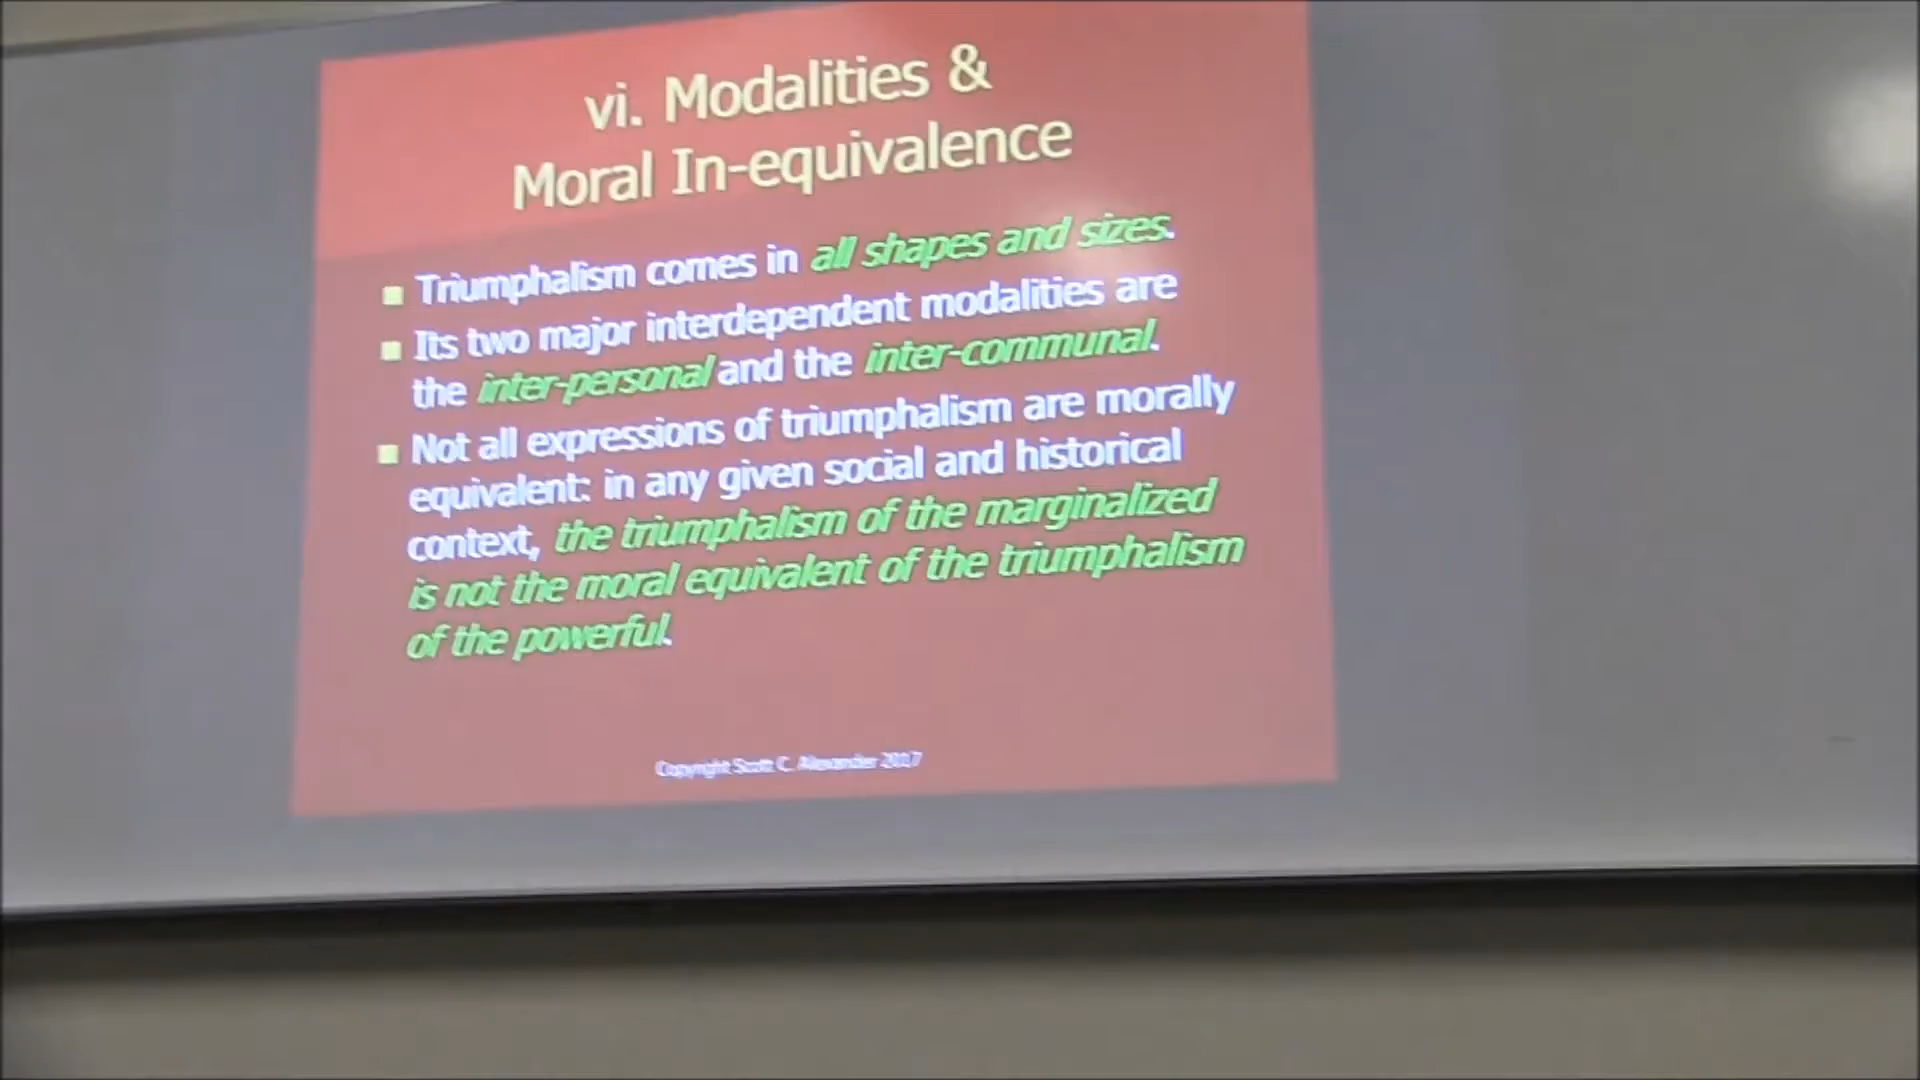 vi. Modalities &
Moral In-equivalence
Triumphalism comes in all shapes and sizes.
Its two major interdependent modalities are
the inter-personal and the inter-communal.
Not all expressions of triumphalism are morally
equivalent: in any given social and historical
context, the triumphalism of the marginalized
is not the moral equivalent of the triumphalism
of the powerful.
Copyright Scott C. Alexander 2017